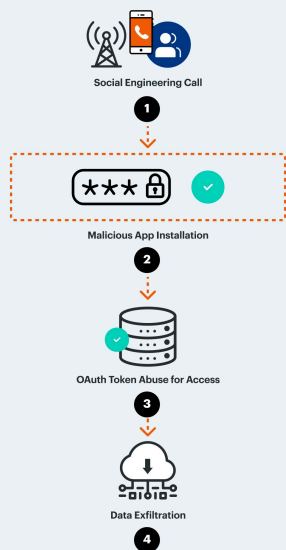 Social Engineering Call
1
***
Malicious App Installation
2
OAuth Token Abuse for Access
3
Data Exfiltration
4